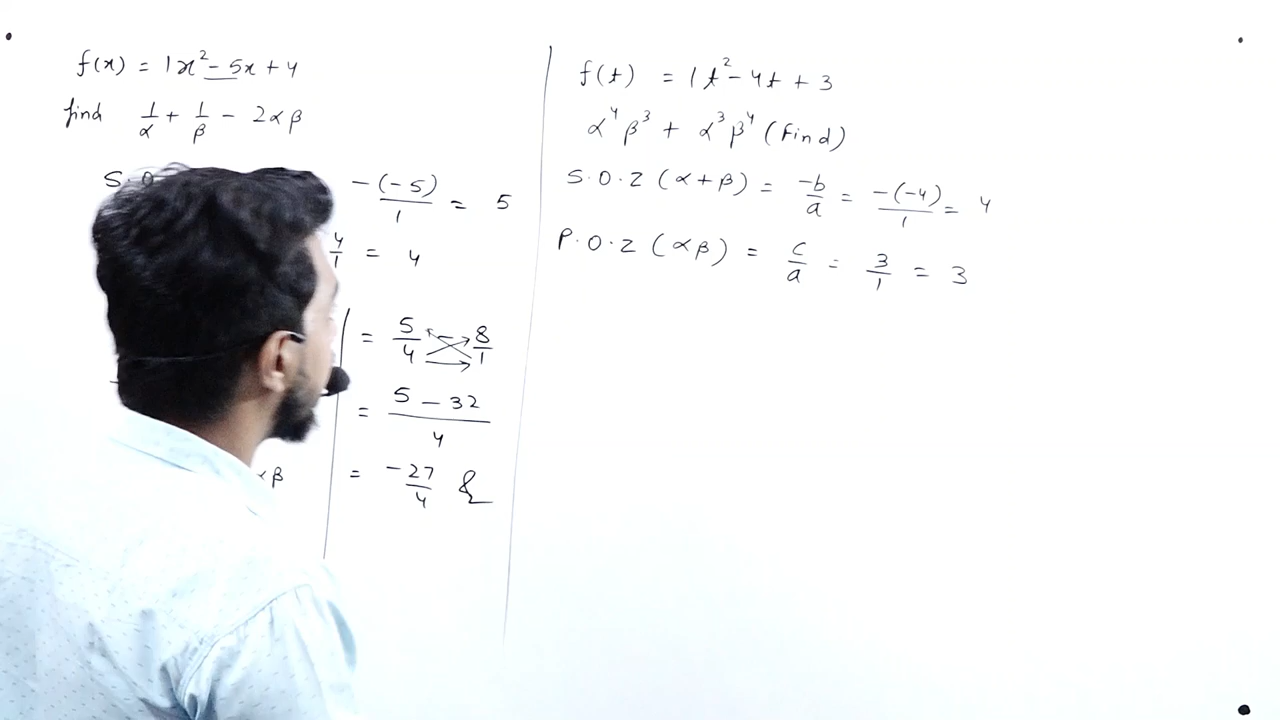 f(x) = 1x² - 5x + 4
find 1/α + 1/β - 2αβ
S.O -(-5)/1 = 5
4/1 = 4
= 5/4 - 8/1
= 5 - 32/4
αβ = -27/4
f(t) = 1t² - 4t + 3
α⁴β³ + α³β⁴ (Find)
S.O.Z (α+β) = -b/a = -(-4)/1 = 4
P.O.Z (αβ) = c/a = 3/1 = 3